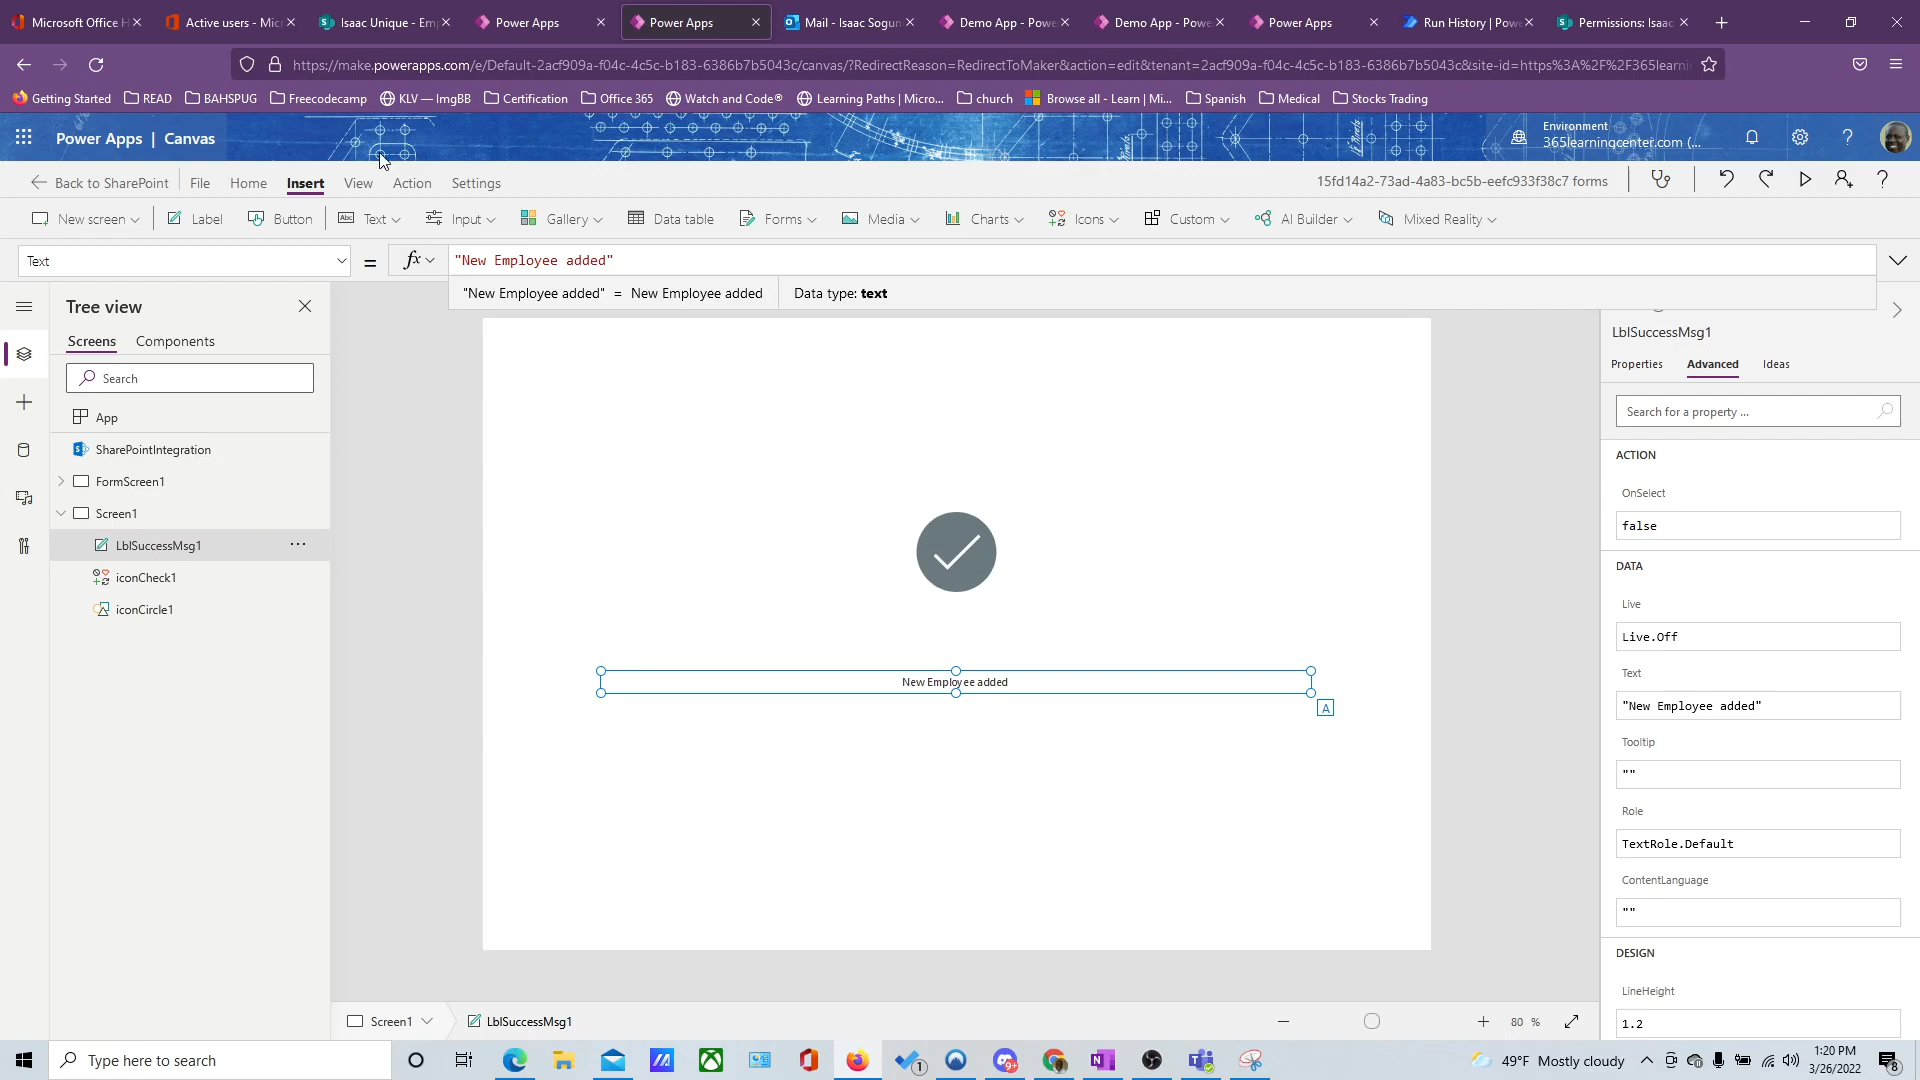 Microsoft Office H
Active users - Micr
Isaac Unique - Emp
Power Apps
Power Apps
Mail - Isaac Sogun
Demo App - Power
Demo App - Power
Power Apps
Run History | Powe
Permissions: Isaac
https://make.powerapps.com/e/Default-2acf909a-f04c-4c5c-b183-6386b7b5043c/canvas/?RedirectReason=RedirectToMaker&action=edit&tenant=2acf909a-f04c-4c5c-b183-6386b7b5043c&site-id=https%3A%2F%2F365learni
Getting Started
READ
BAHSPUG
Freecodecamp
KLV — ImgBB
Certification
Office 365
Watch and Code®
Learning Paths | Micro...
church
Browse all - Learn | Mi...
Spanish
Medical
Stocks Trading
Power Apps | Canvas
Environment
365learningcenter.com (...
Back to SharePoint
File
Home
Insert
View
Action
Settings
15fd14a2-73ad-4a83-bc5b-eefc933f38c7 forms
New screen
Label
Button
Text
Input
Gallery
Data table
Forms
Media
Charts
Icons
Custom
AI Builder
Mixed Reality
Text
=
fx
"New Employee added"
"New Employee added" = New Employee added
Data type: text
Tree view
Screens
Components
Search
App
SharePointIntegration
FormScreen1
Screen1
LblSuccessMsg1
iconCheck1
iconCircle1
New Employee added
A
LblSuccessMsg1
Properties
Advanced
Ideas
Search for a property ...
ACTION
OnSelect
false
DATA
Live
Live.Off
Text
"New Employee added"
Tooltip
""
Role
TextRole.Default
ContentLanguage
""
DESIGN
LineHeight
1.2
Screen1
LblSuccessMsg1
80 %
Type here to search
1
9+
49°F Mostly cloudy
1:20 PM
3/26/2022
8